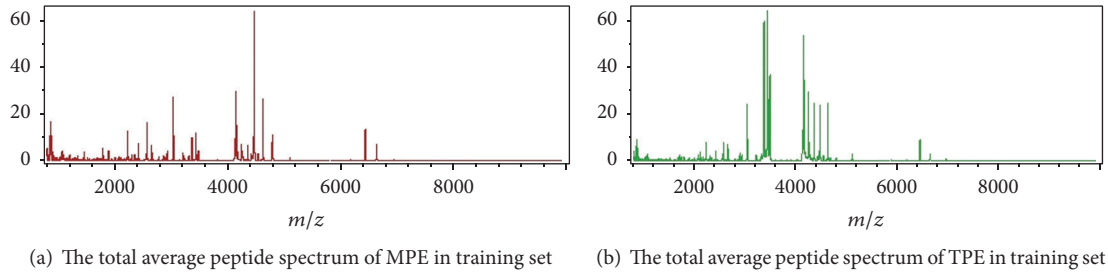 60
40
20
0
2000 4000 6000 8000
m/z
(a) The total average peptide spectrum of MPE in training set
60
40
20
0
2000 4000 6000 8000
m/z
(b) The total average peptide spectrum of TPE in training set